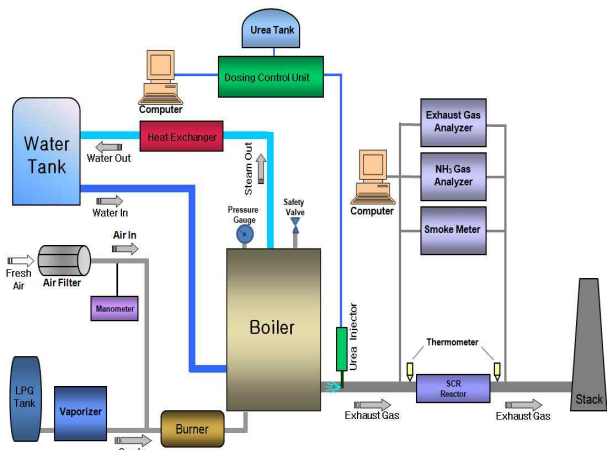 Urea Tank
Dosing Control Unit
Computer
Exhaust Gas
Analyzer
Water
Tank
Heat Exchanger
Water Out
Steam Out
NH₃ Gas
Analyzer
Computer
Water In
Pressure
Gauge
Safety
Valve
Smoke Meter
Air In
Fresh
Air
Air Filter
Manometer
Boiler
Urea Injector
Thermometer
LPG
Tank
Vaporizer
SCR
Reactor
Stack
Burner
Exhaust Gas
Exhaust Gas